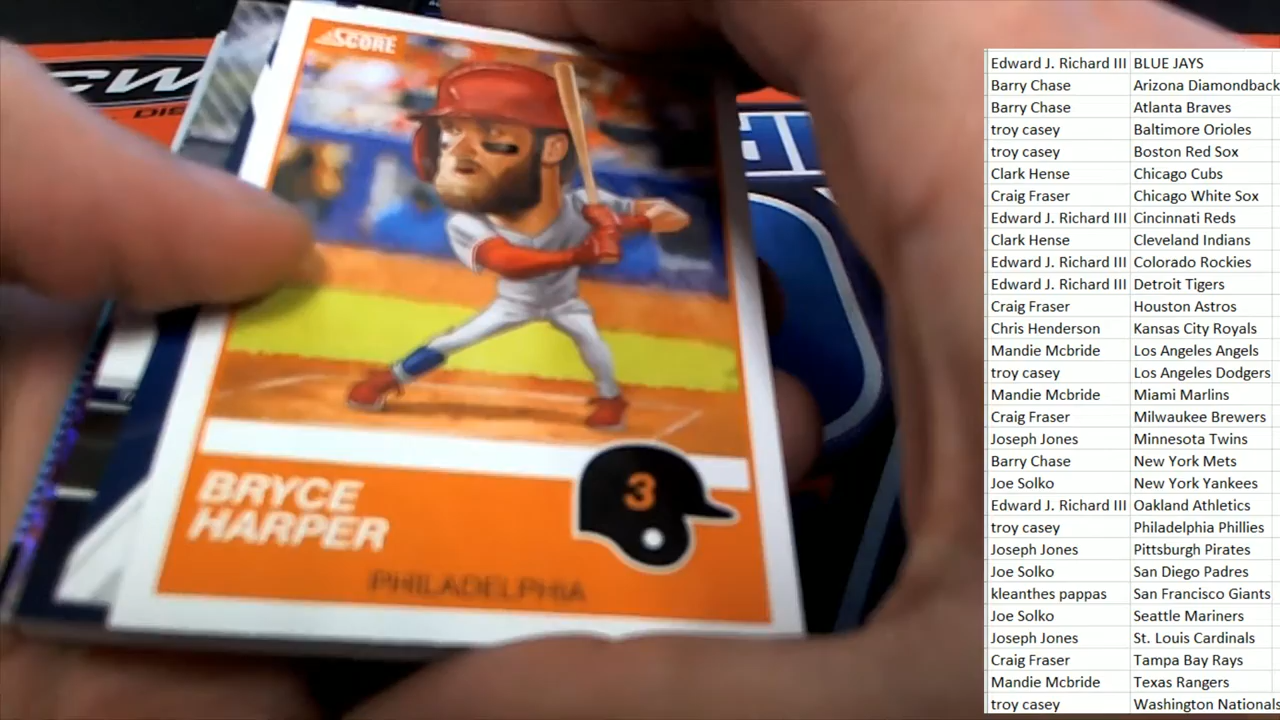 SCORE
CW
DIE
BRYCE
HARPER
3
PHILADELPHIA
Edward J. Richard III BLUE JAYS
Barry Chase Arizona Diamondback
Barry Chase Atlanta Braves
troy casey Baltimore Orioles
troy casey Boston Red Sox
Clark Hense Chicago Cubs
Craig Fraser Chicago White Sox
Edward J. Richard III Cincinnati Reds
Clark Hense Cleveland Indians
Edward J. Richard III Colorado Rockies
Edward J. Richard III Detroit Tigers
Craig Fraser Houston Astros
Chris Henderson Kansas City Royals
Mandie Mcbride Los Angeles Angels
troy casey Los Angeles Dodgers
Mandie Mcbride Miami Marlins
Craig Fraser Milwaukee Brewers
Joseph Jones Minnesota Twins
Barry Chase New York Mets
Joe Solko New York Yankees
Edward J. Richard III Oakland Athletics
troy casey Philadelphia Phillies
Joseph Jones Pittsburgh Pirates
Joe Solko San Diego Padres
kleanthes pappas San Francisco Giants
Joe Solko Seattle Mariners
Joseph Jones St. Louis Cardinals
Craig Fraser Tampa Bay Rays
Mandie Mcbride Texas Rangers
troy casey Washington Nationals